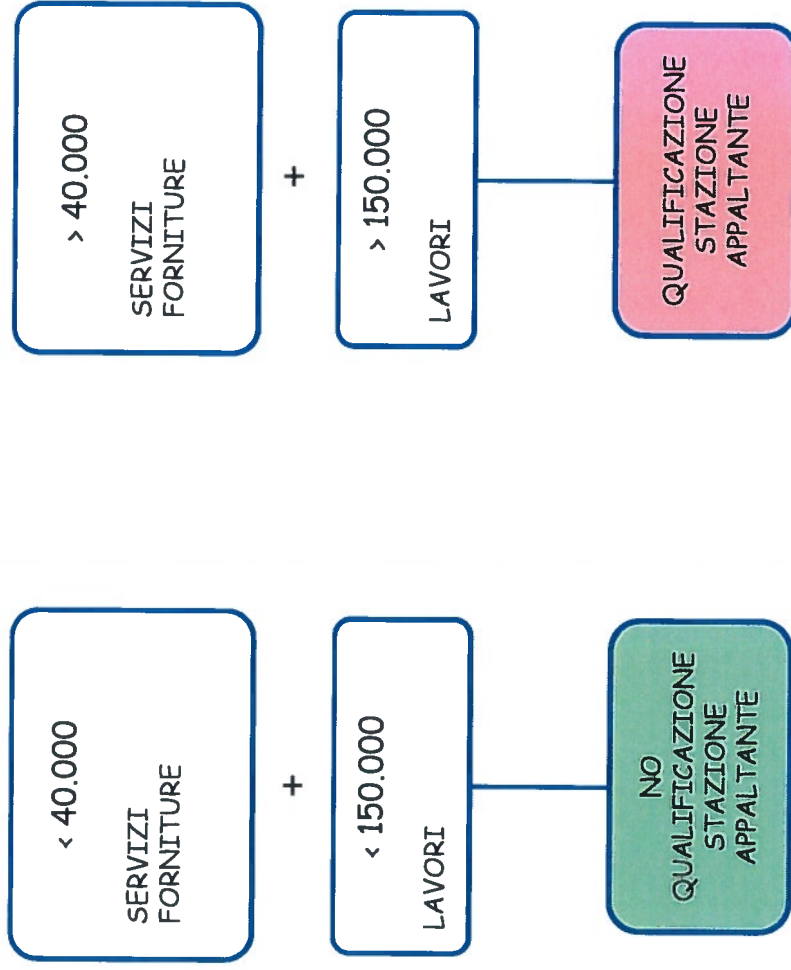 < 40.000
SERVIZI
FORNITURE
+
< 150.000
LAVORI
NO
QUALIFICAZIONE
STAZIONE
APPALTANTE
> 40.000
SERVIZI
FORNITURE
+
> 150.000
LAVORI
QUALIFICAZIONE
STAZIONE
APPALTANTE